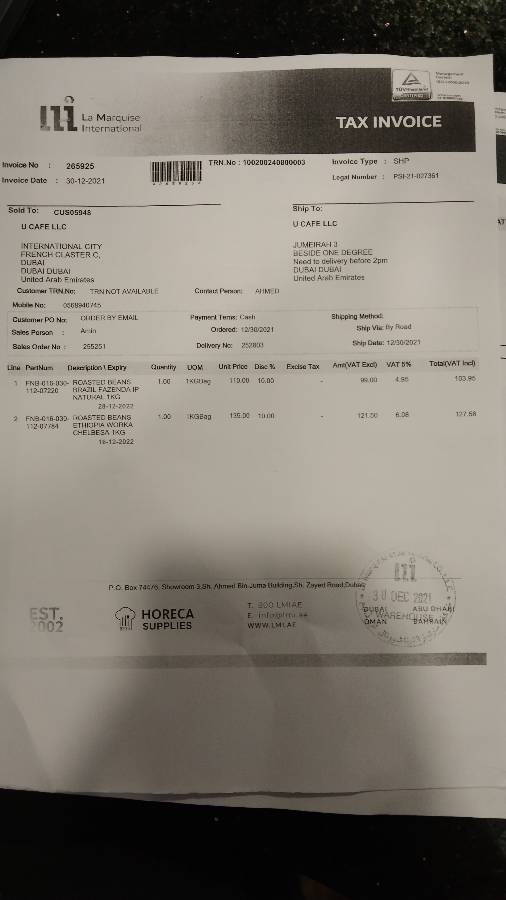 La Marquise
International
TÜV Rheinland
CERTIFIED
Management
System
TAX INVOICE
Invoice No : 265925
TRN.No : 100200240800003
Invoice Type : SHP
Invoice Date : 30-12-2021
Legal Number : PSI-21-027361
Sold To: CUS05948
Ship To:
U CAFE LLC
U CAFE LLC
INTERNATIONAL CITY
FRENCH CLASTER C,
DUBAI
DUBAI DUBAI
United Arab Emirates
JUMEIRAH 3
BESIDE ONE DEGREE
Need to delivery before 2pm
DUBAI DUBAI
United Arab Emirates
Customer TRN.No: TRN NOT AVAILABLE
Contact Person: AHMED
Mobile No: 0568940745
Customer PO No: ORDER BY EMAIL
Payment Terms: Cash
Shipping Method:
Sales Person : Amin
Ordered: 12/30/2021
Ship Via: By Road
Sales Order No : 255251
Delivery No: 252803
Ship Date: 12/30/2021
Line PartNum Description \ Expiry Quantity UOM Unit Price Disc % Excise Tax Amt(VAT Excl) VAT 5% Total(VAT Incl)
1 FNB-016-030- ROASTED BEANS 1.00 1KGBag 110.00 10.00 - 99.00 4.95 103.95
112-07220 BRAZIL FAZENDA IP
NATURAL 1KG
28-12-2022
2 FNB-016-030- ROASTED BEANS 1.00 1KGBag 135.00 10.00 - 121.50 6.08 127.58
112-07784 ETHIOPIA WORKA
CHELBESA 1KG
16-12-2022
P.O. Box 74476, Showroom 3,Sh. Ahmed Bin Juma Building,Sh. Zayed Road,Dubai
EST.
2002
HORECA
SUPPLIES
T. 800 LMIAE
E. info@lmi.ae
WWW.LMI.AE
30 DEC 2021
DUBAI ABU DHABI
WAREHOUSE
OMAN BAHRAIN